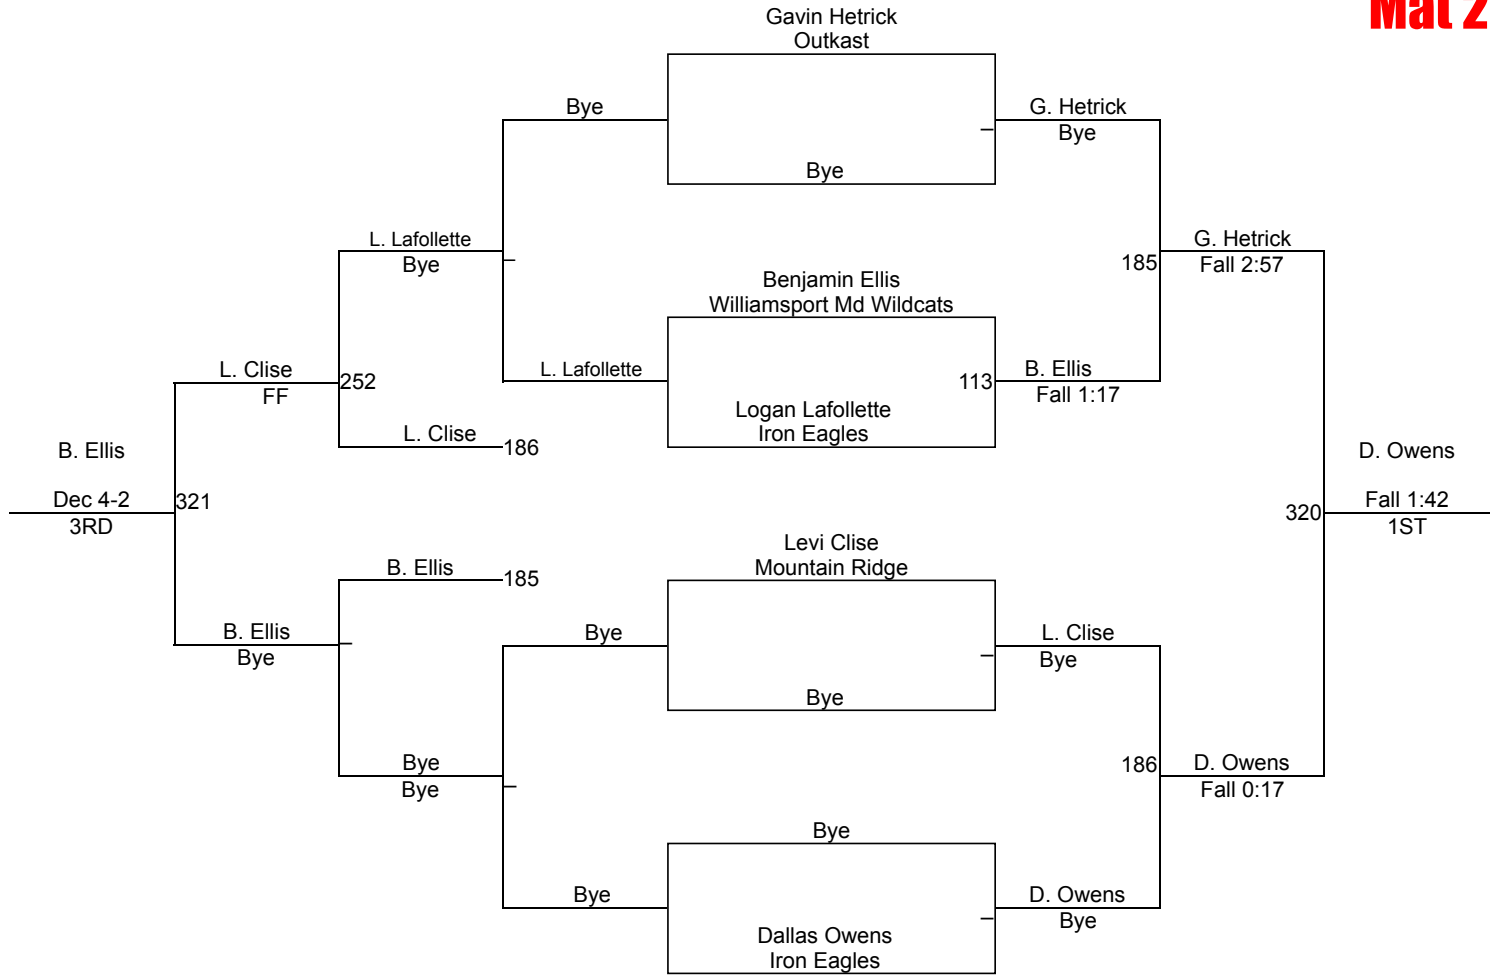 Mat 2
Gavin Hetrick
Outkast
Bye
G. Hetrick
Bye
Bye
L. Lafollette
Bye
G. Hetrick
185
Fall 2:57
Benjamin Ellis
Williamsport Md Wildcats
L. Clise
FF
252
L. Lafollette
113
B. Ellis
Fall 1:17
Logan Lafollette
Iron Eagles
L. Clise
186
B. Ellis
Dec 4-2
3RD
321
D. Owens
Fall 1:42
1ST
320
Levi Clise
Mountain Ridge
B. Ellis
185
B. Ellis
Bye
Bye
L. Clise
Bye
Bye
Bye
Bye
186
D. Owens
Fall 0:17
Bye
Bye
D. Owens
Bye
Dallas Owens
Iron Eagles